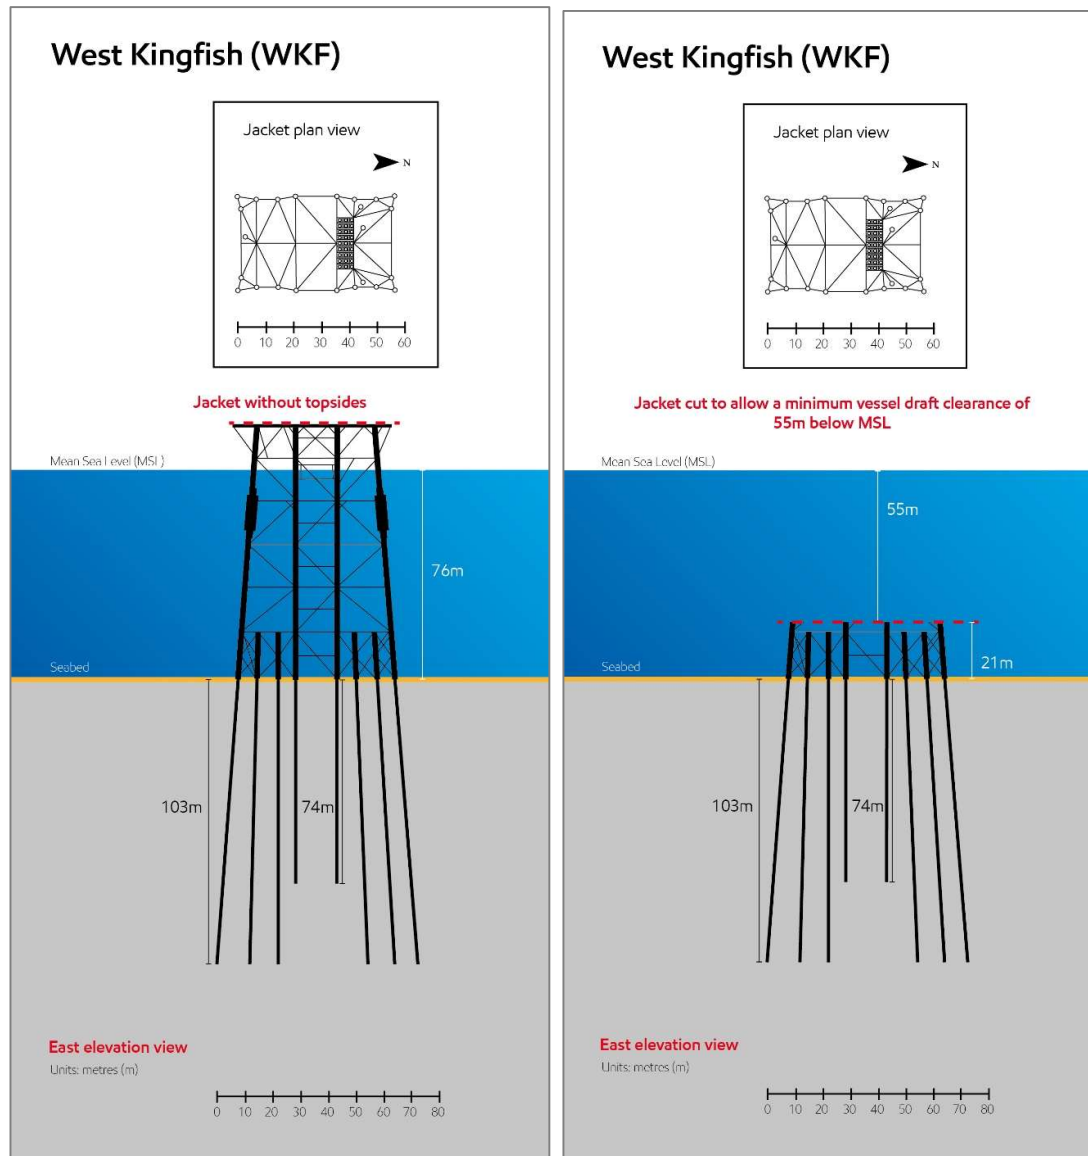 West Kingfish (WKF)
Jacket plan view
N
0 10 20 30 40 50 60
Jacket without topsides
Mean Sea Level (MSL)
76m
Seabed
103m
74m
East elevation view
Units: metres (m)
0 10 20 30 40 50 60 70 80
West Kingfish (WKF)
Jacket plan view
N
0 10 20 30 40 50 60
Jacket cut to allow a minimum vessel draft clearance of
55m below MSL
Mean Sea Level (MSL)
55m
Seabed
21m
103m
74m
East elevation view
Units: metres (m)
0 10 20 30 40 50 60 70 80